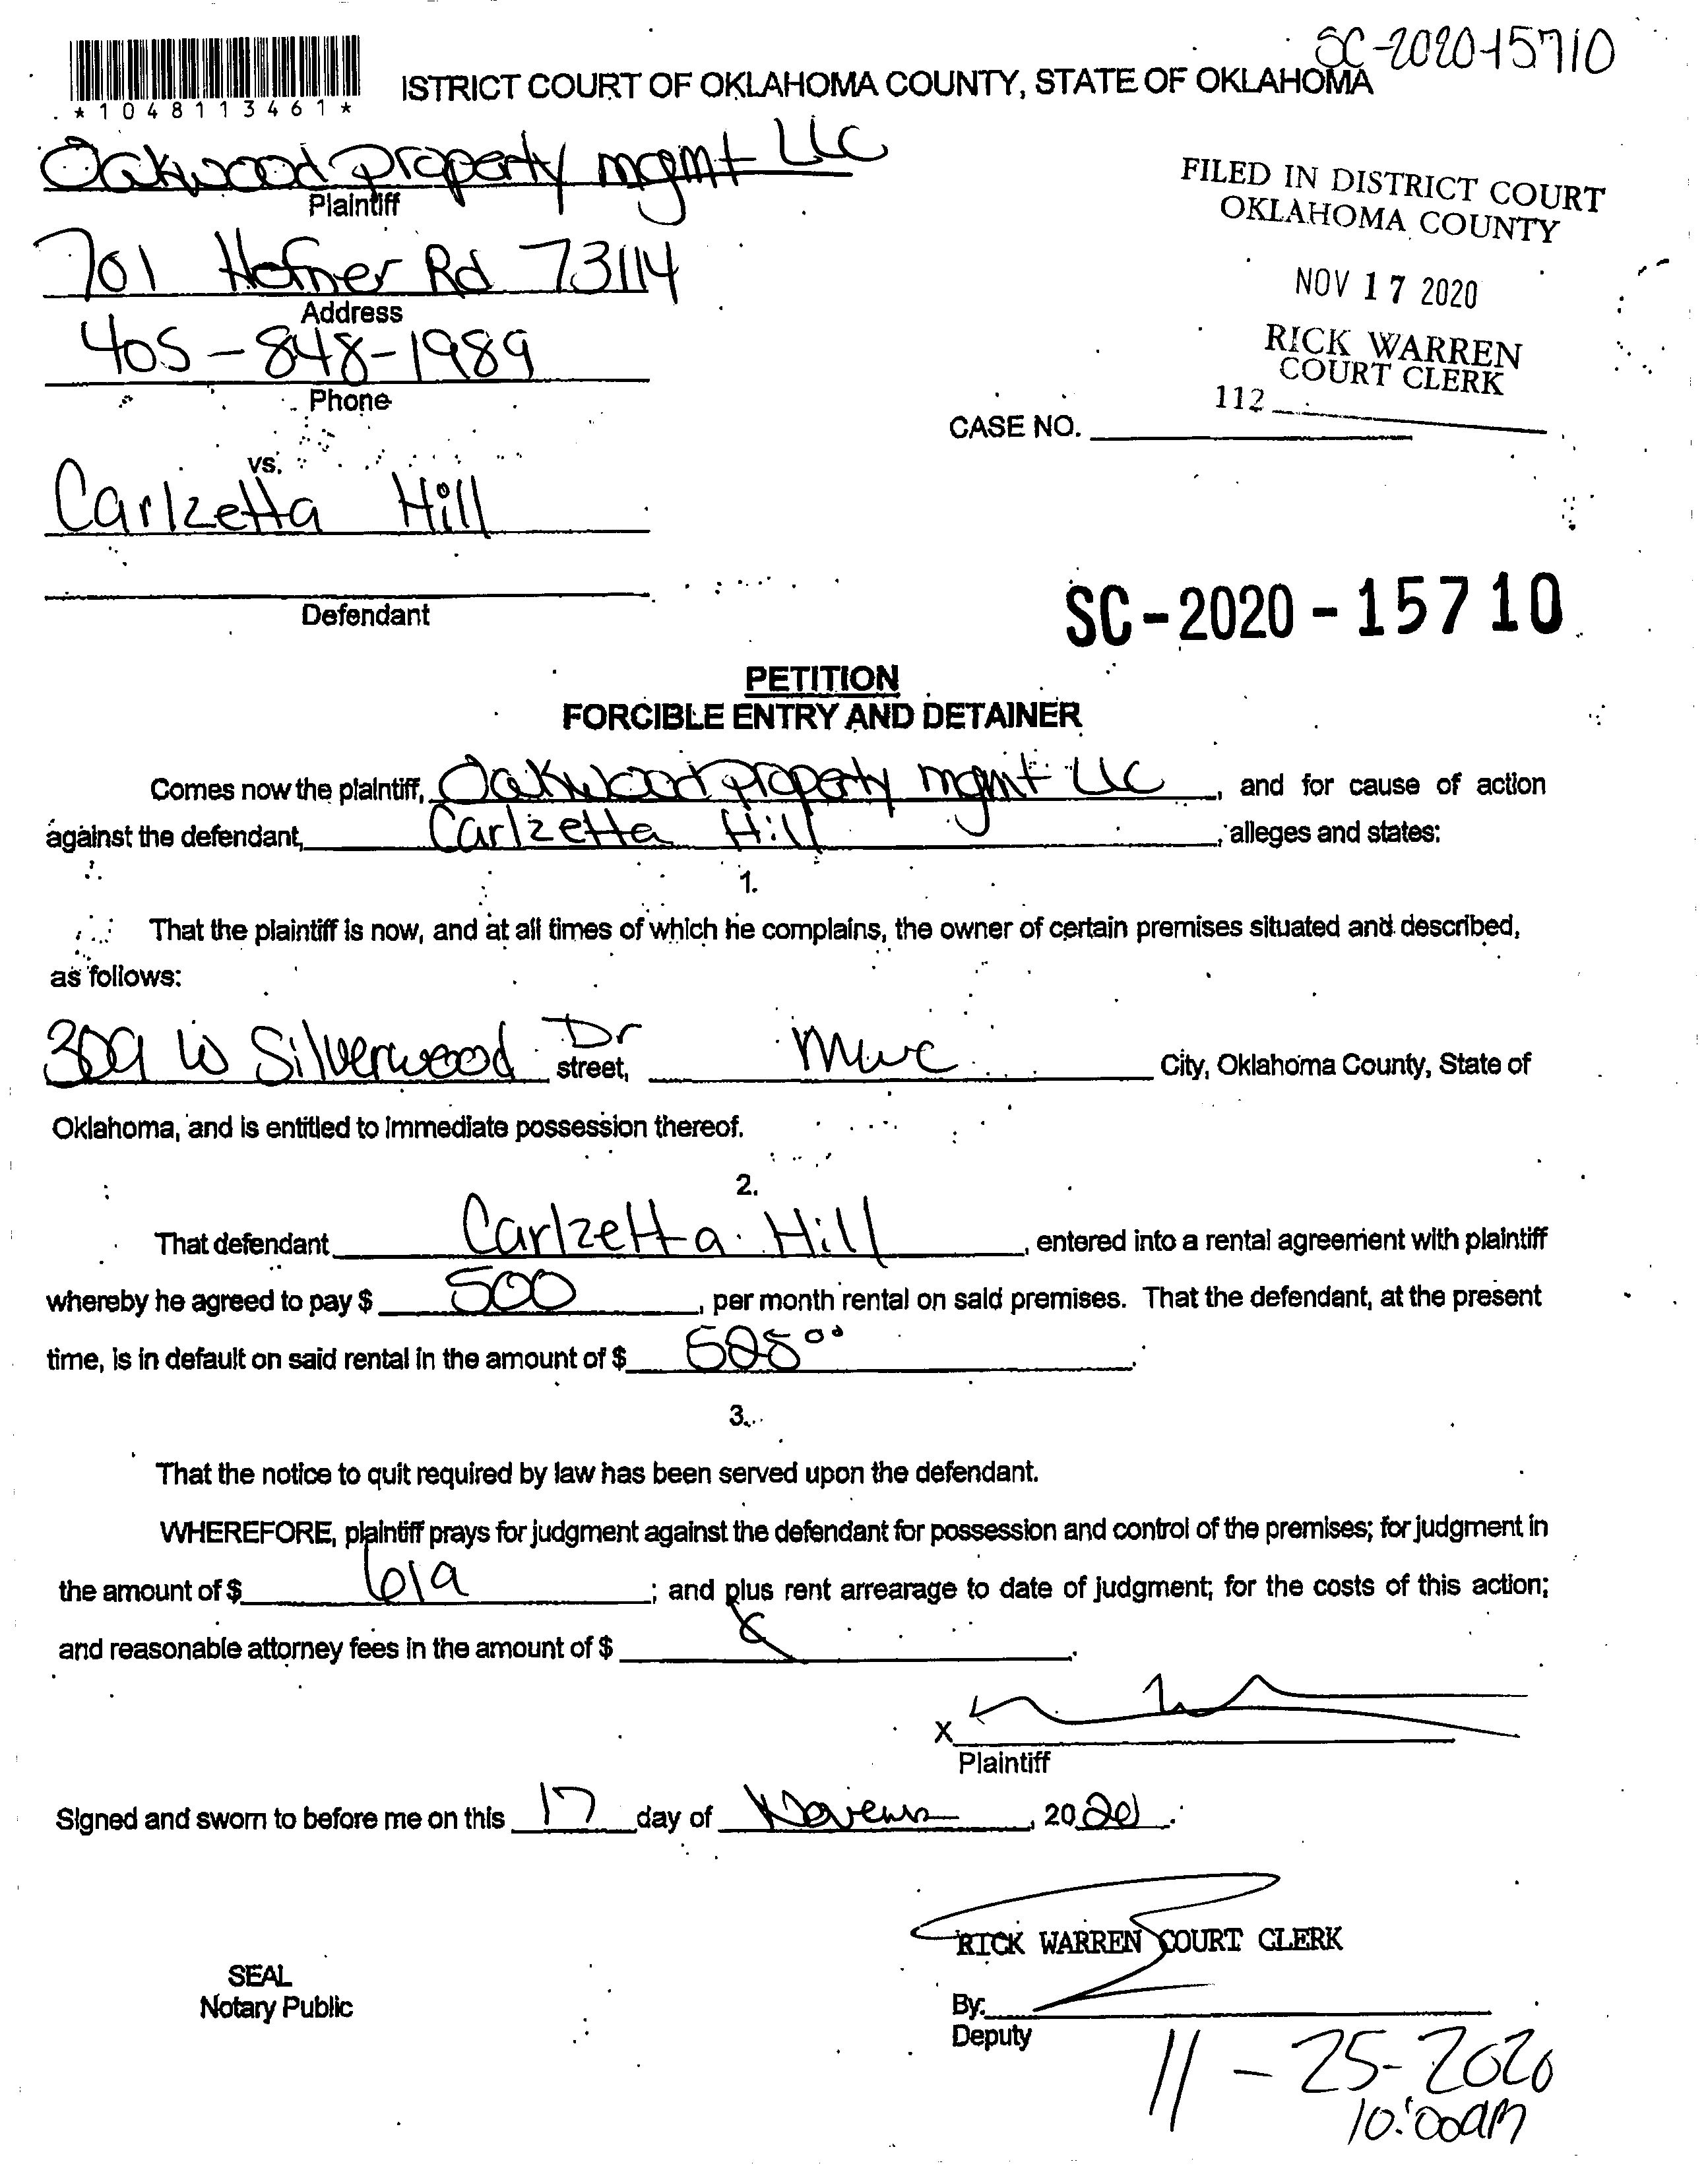 SC-2020-15710
ISTRICT COURT OF OKLAHOMA COUNTY, STATE OF OKLAHOMA
*1048113461*
Oakwood property mgmt LLC
Plaintiff
FILED IN DISTRICT COURT
OKLAHOMA COUNTY
701 Hefner Rd 73114
Address
NOV 17 2020
405-848-1989
Phone
RICK WARREN
COURT CLERK
112
CASE NO.
vs.
Carlzetta Hill
Defendant
SC-2020-15710
PETITION
FORCIBLE ENTRY AND DETAINER
Comes now the plaintiff, Oakwood property mgmt LLC, and for cause of action
against the defendant, Carlzetta Hill, alleges and states:
1.
That the plaintiff is now, and at all times of which he complains, the owner of certain premises situated and described,
as follows:
309 W Silverwood Dr street, mwc City, Oklahoma County, State of
Oklahoma, and is entitled to immediate possession thereof.
2.
That defendant Carlzetta Hill, entered into a rental agreement with plaintiff
whereby he agreed to pay $ 500, per month rental on said premises. That the defendant, at the present
time, is in default on said rental in the amount of $ 525.00.
3.
That the notice to quit required by law has been served upon the defendant.
WHEREFORE, plaintiff prays for judgment against the defendant for possession and control of the premises; for judgment in
the amount of $ 619; and plus rent arrearage to date of judgment; for the costs of this action;
and reasonable attorney fees in the amount of $
X
Plaintiff
Signed and sworn to before me on this 17 day of , 2020.
RICK WARREN COURT CLERK
SEAL
Notary Public
By:
Deputy
11-25-2020
10:00am